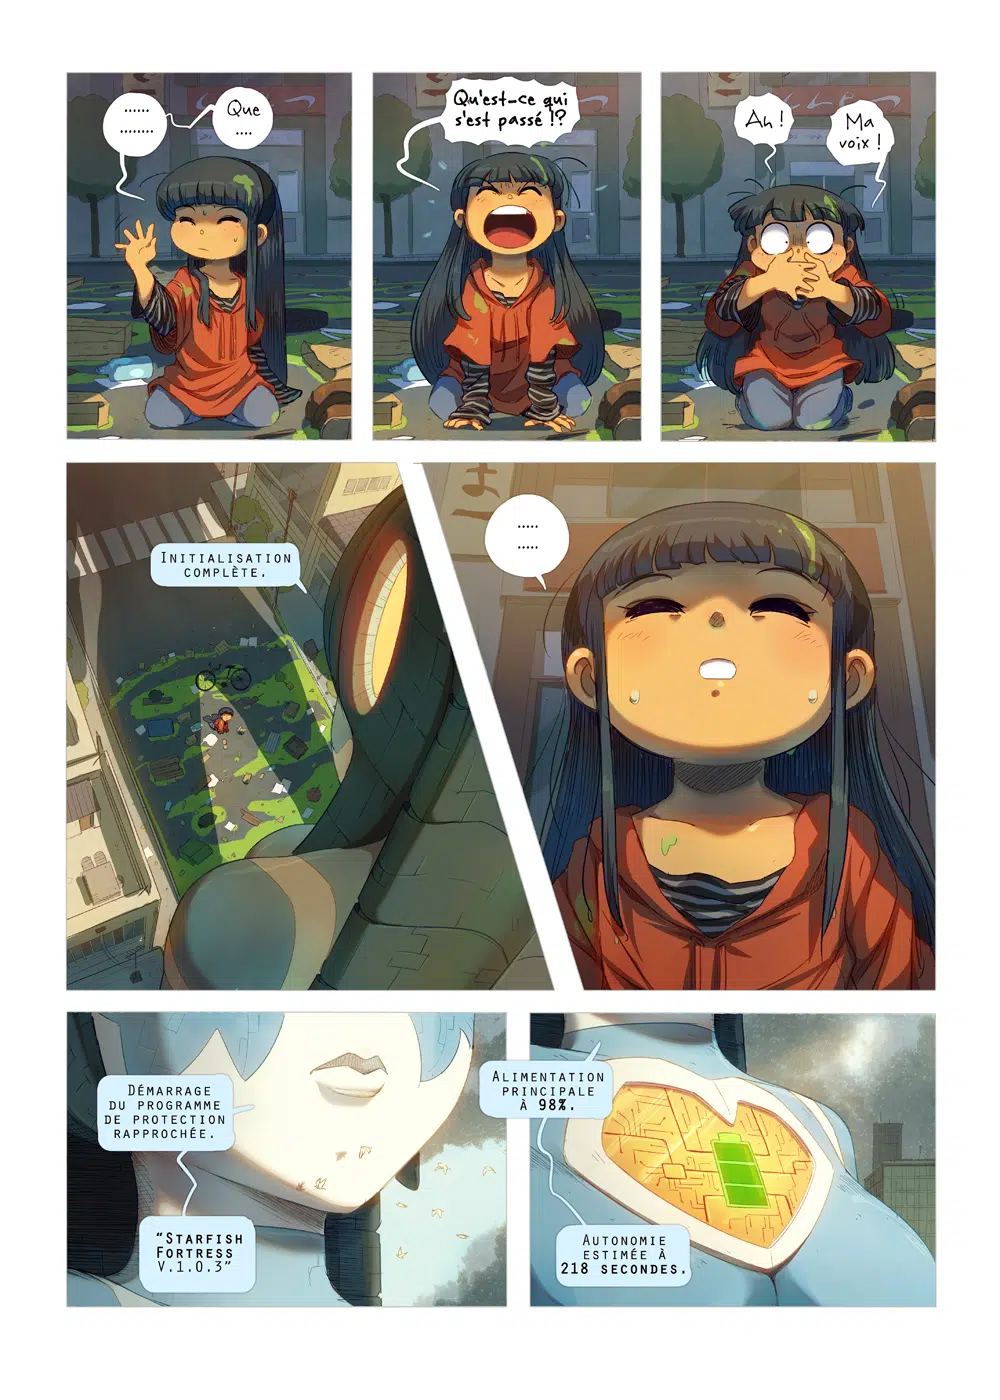 ......
........
Que
....
Qu'est-ce qui
s'est passé !?
Ah !
Ma
voix !
Initialisation
complète.
.....
.....
Démarrage
du programme
de protection
rapprochée.
"Starfish
Fortress
V.1.0.3"
Alimentation
principale
à 98%.
Autonomie
estimée à
218 secondes.